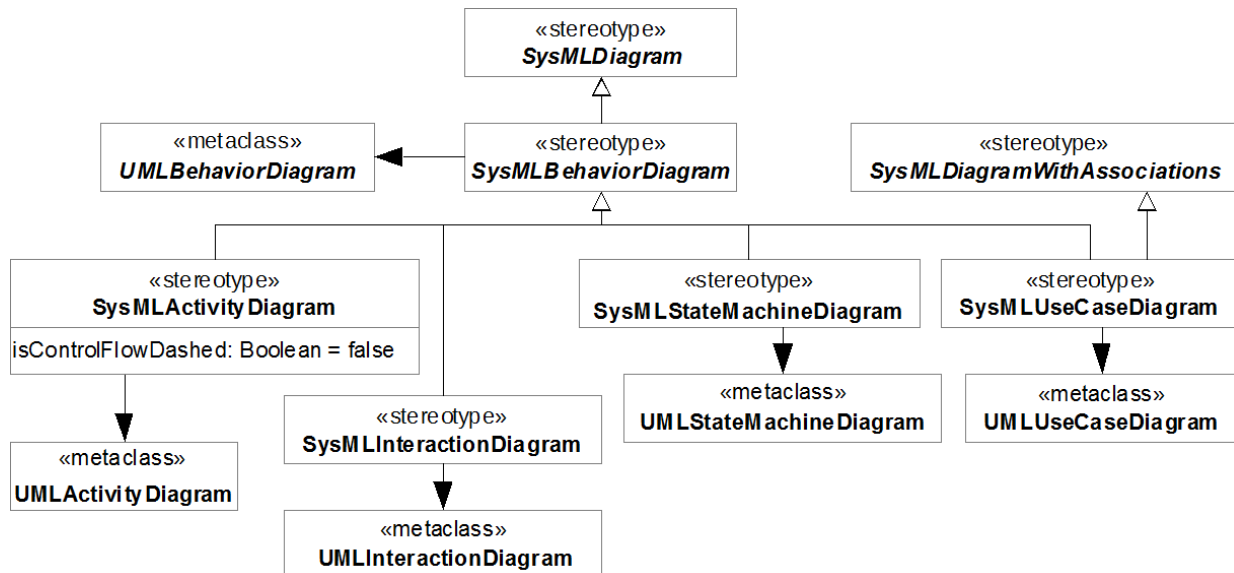 «stereotype»
SysMLDiagram
«metaclass»
UMLBehaviorDiagram
«stereotype»
SysMLBehaviorDiagram
«stereotype»
SysMLDiagramWithAssociations
«stereotype»
SysMLActivityDiagram
isControlFlowDashed: Boolean = false
«stereotype»
SysMLStateMachineDiagram
«stereotype»
SysMLUseCaseDiagram
«metaclass»
UMLStateMachineDiagram
«metaclass»
UMLUseCaseDiagram
«stereotype»
SysMLInteractionDiagram
«metaclass»
UMLActivityDiagram
«metaclass»
UMLInteractionDiagram